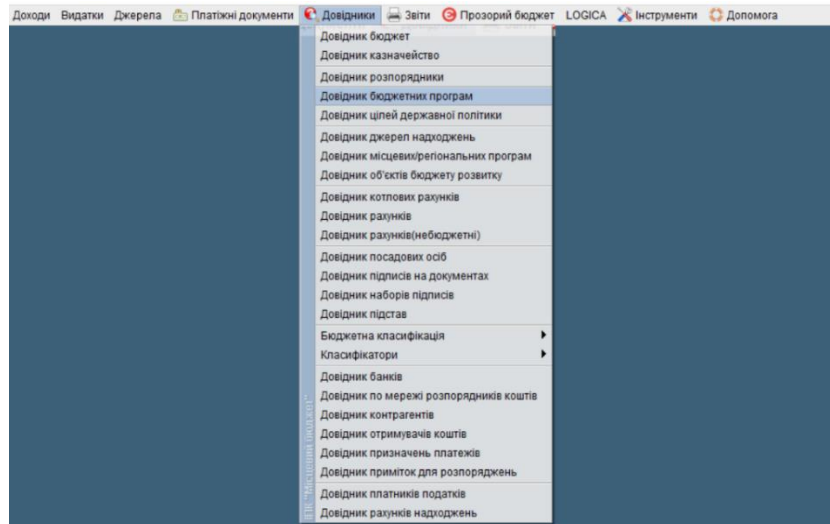 Доходи Видатки Джерела Платіжні документи Довідники Звіти Прозорий бюджет LOGICA Інструменти Допомога
Довідник бюджет
Довідник казначейство
Довідник розпорядники
Довідник бюджетних програм
Довідник цілей державної політики
Довідник джерел надходжень
Довідник місцевих/регіональних програм
Довідник об'єктів бюджету розвитку
Довідник котлових рахунків
Довідник рахунків
Довідник рахунків(небюджетні)
Довідник посадових осіб
Довідник підписів на документах
Довідник наборів підписів
Довідник підстав
Бюджетна класифікація
Класифікатори
Довідник банків
Довідник по мережі розпорядників коштів
Довідник контрагентів
Довідник отримувачів коштів
Довідник призначень платежів
Довідник приміток для розпоряджень
Довідник платників податків
Довідник рахунків надходжень
"Місцевий бюджет"